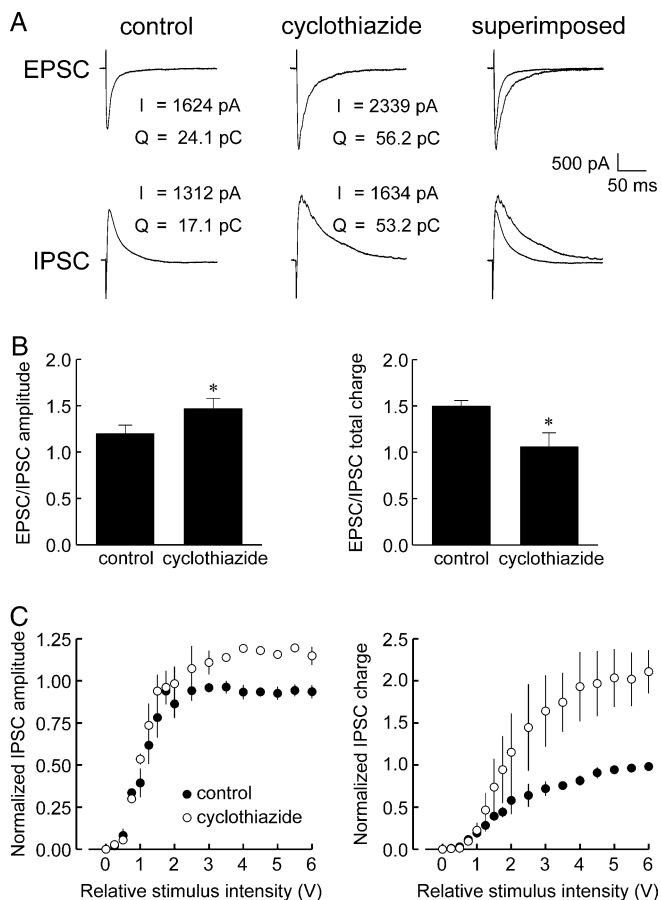 A
control cyclothiazide superimposed
EPSC
I = 1624 pA
Q = 24.1 pC
I = 2339 pA
Q = 56.2 pC
500 pA
50 ms
IPSC
I = 1312 pA
Q = 17.1 pC
I = 1634 pA
Q = 53.2 pC
B
EPSC/IPSC amplitude
2.0
1.5
1.0
0.5
0.0
*
control cyclothiazide
EPSC/IPSC total charge
2.0
1.5
1.0
0.5
0.0
*
control cyclothiazide
C
Normalized IPSC amplitude
1.25
1.00
0.75
0.50
0.25
0.00
control
cyclothiazide
0 1 2 3 4 5 6
Relative stimulus intensity (V)
Normalized IPSC charge
2.5
2.0
1.5
1.0
0.5
0.0
0 1 2 3 4 5 6
Relative stimulus intensity (V)